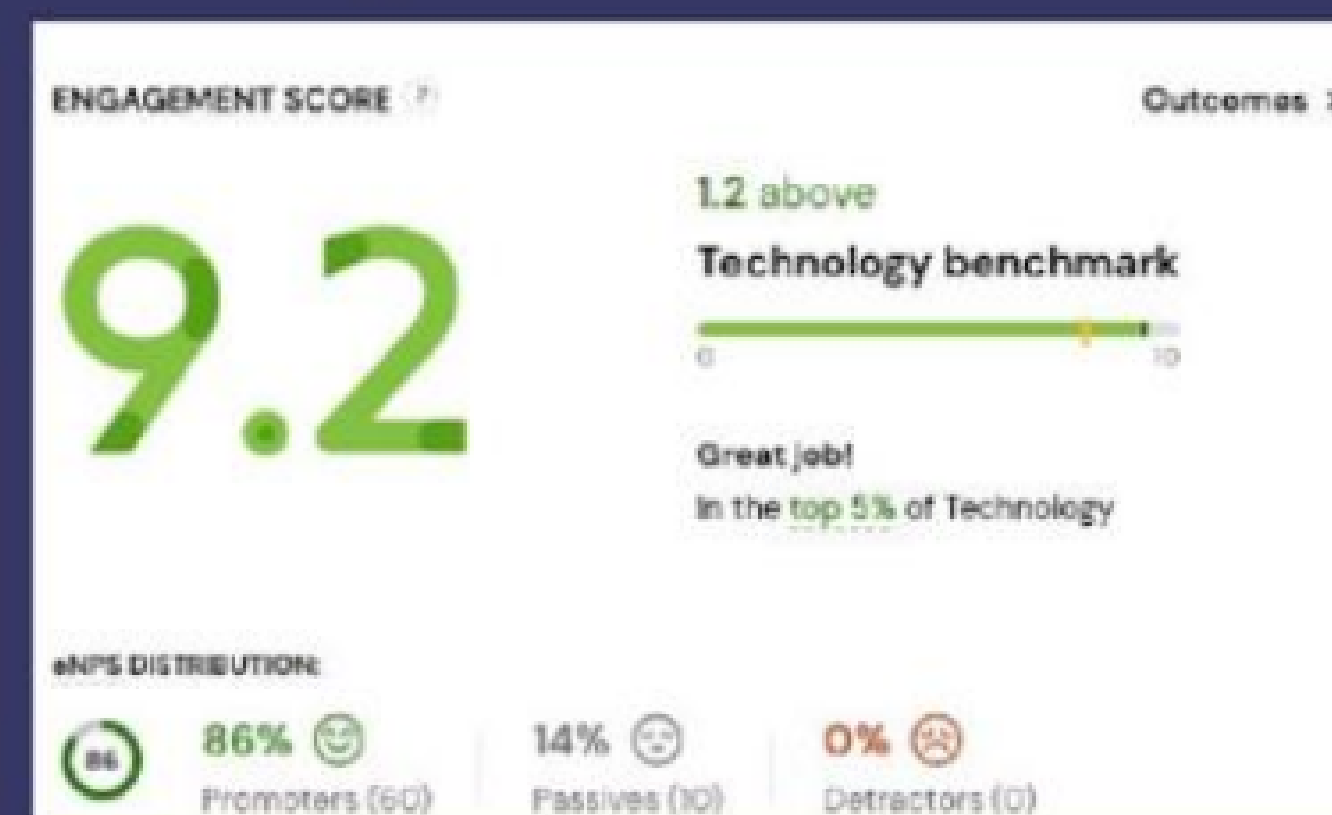 ENGAGEMENT SCORE ?
Outcomes
9.2
1.2 above
Technology benchmark
0 10
Great job!
In the top 5% of Technology
eNPS DISTRIBUTION:
86 86% 14% 0%
Promoters (60) Passives (10) Detractors (0)